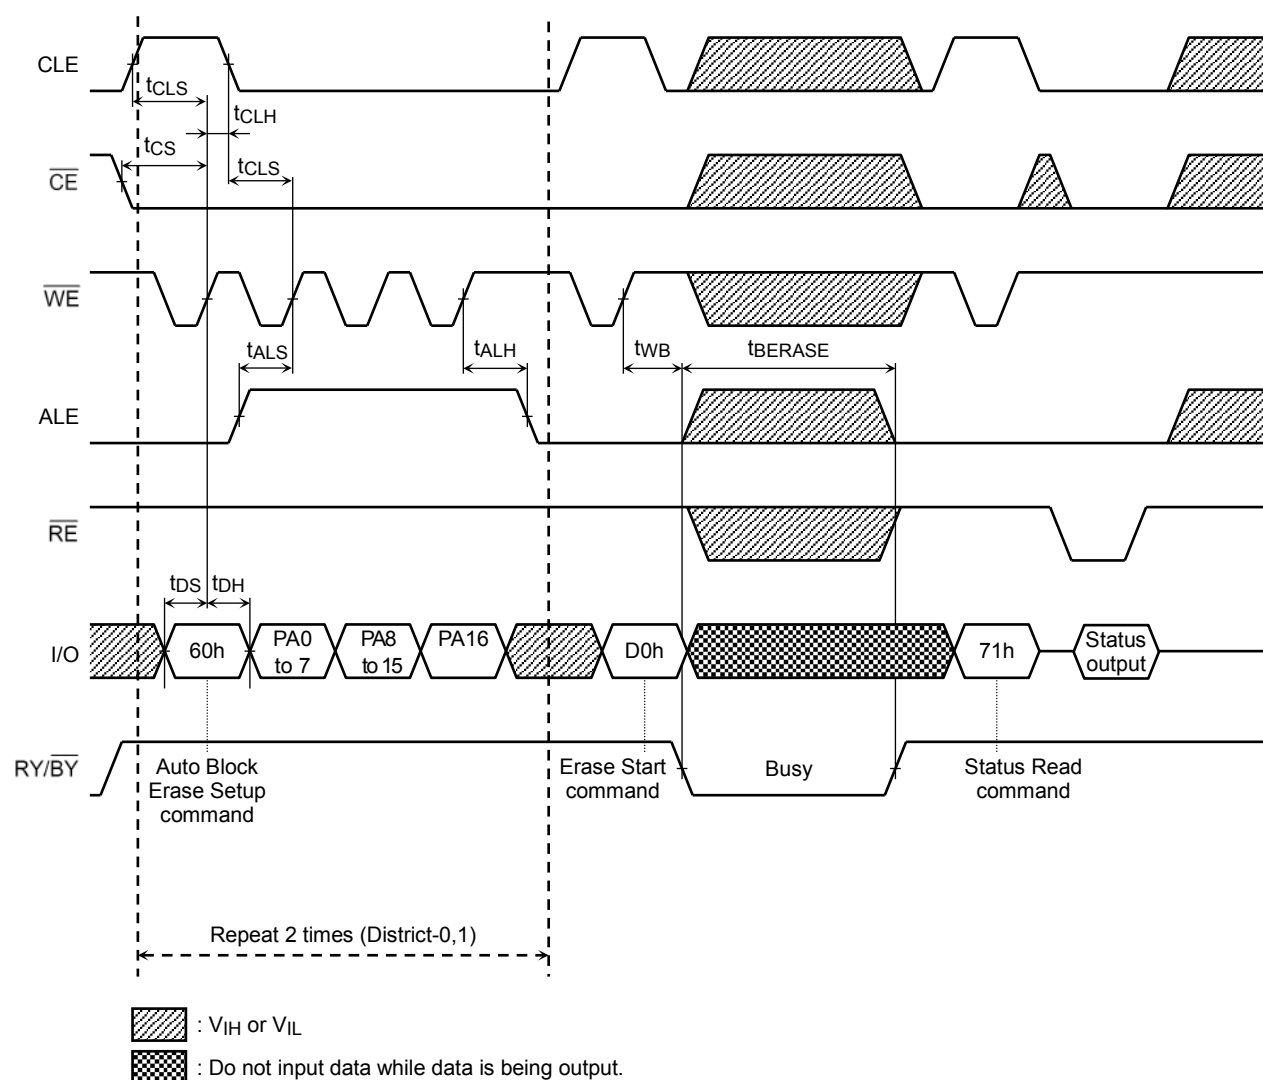 CLE
tCLS
tCLH
tCS
tCLS
CE
WE
tALS
tALH
tWB
tBERASE
ALE
RE
tDS
tDH
I/O
60h
PA0
to 7
PA8
to 15
PA16
D0h
71h
Status
output
RY/BY
Auto Block
Erase Setup
command
Erase Start
command
Busy
Status Read
command
Repeat 2 times (District-0,1)
: VIH or VIL
: Do not input data while data is being output.